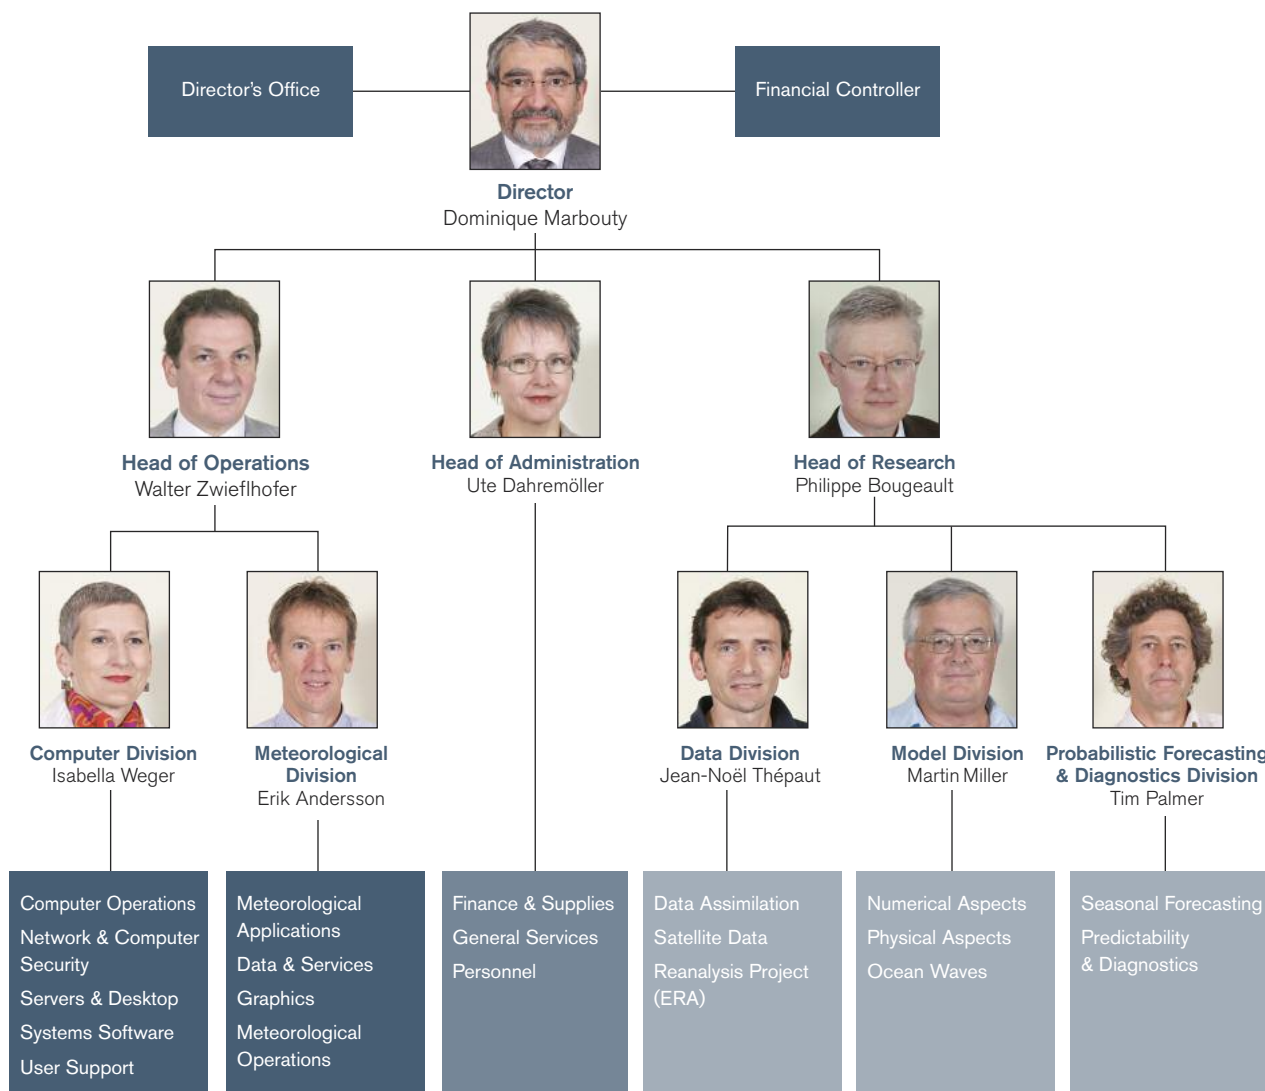 Director's Office
Financial Controller
Director
Dominique Marbouty
Head of Operations
Walter Zwieflhofer
Head of Administration
Ute Dahremöller
Head of Research
Philippe Bougeault
Computer Division
Isabella Weger
Meteorological
Division
Erik Andersson
Data Division
Jean-Noël Thépaut
Model Division
Martin Miller
Probabilistic Forecasting
& Diagnostics Division
Tim Palmer
Computer Operations
Network & Computer
Security
Servers & Desktop
Systems Software
User Support
Meteorological
Applications
Data & Services
Graphics
Meteorological
Operations
Finance & Supplies
General Services
Personnel
Data Assimilation
Satellite Data
Reanalysis Project
(ERA)
Numerical Aspects
Physical Aspects
Ocean Waves
Seasonal Forecasting
Predictability
& Diagnostics